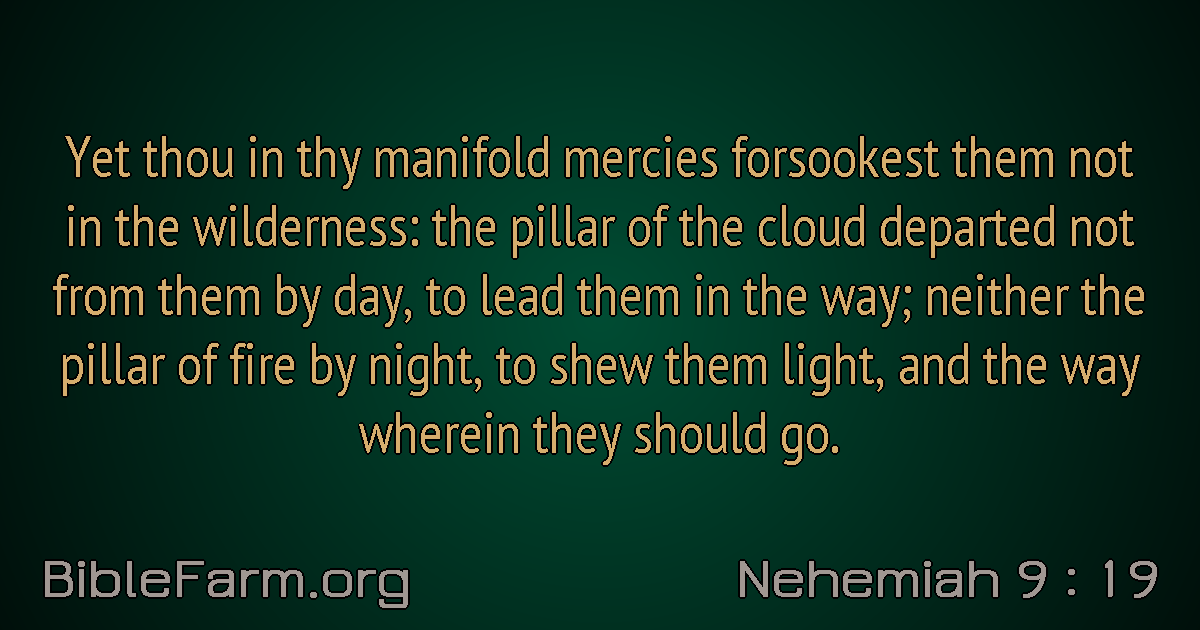 Yet thou in thy manifold mercies forsookest them not
in the wilderness: the pillar of the cloud departed not
from them by day, to lead them in the way; neither the
pillar of fire by night, to shew them light, and the way
wherein they should go.
BibleFarm.org
Nehemiah 9 : 19